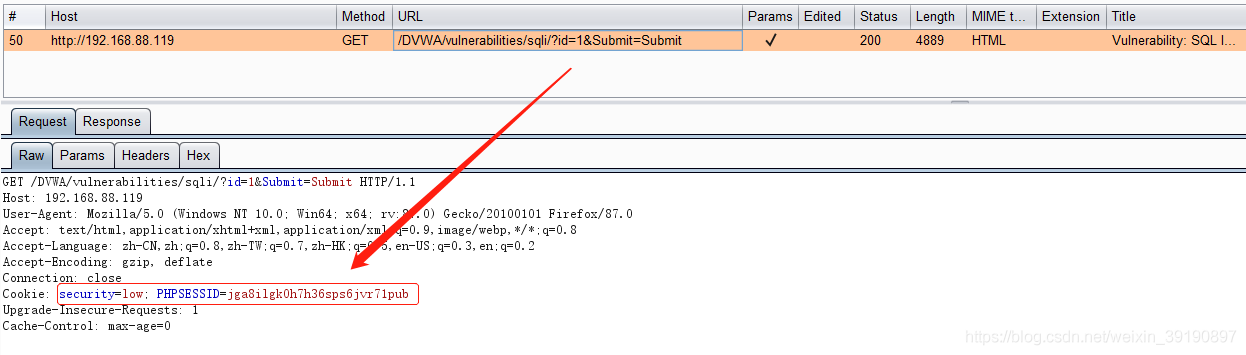 # Host Method URL Params Edited Status Length MIME t... Extension Title
50 http://192.168.88.119 GET /DVWA/vulnerabilities/sqli/?id=1&Submit=Submit ✓ 200 4889 HTML Vulnerability: SQL I...
Request Response
Raw Params Headers Hex
GET /DVWA/vulnerabilities/sqli/?id=1&Submit=Submit HTTP/1.1
Host: 192.168.88.119
User-Agent: Mozilla/5.0 (Windows NT 10.0; Win64; x64; rv:87.0) Gecko/20100101 Firefox/87.0
Accept: text/html,application/xhtml+xml,application/xml;q=0.9,image/webp,*/*;q=0.8
Accept-Language: zh-CN,zh;q=0.8,zh-TW;q=0.7,zh-HK;q=0.5,en-US;q=0.3,en;q=0.2
Accept-Encoding: gzip, deflate
Connection: close
Cookie: security=low; PHPSESSID=jga8ilgk0h7h36sps6jvr71pub
Upgrade-Insecure-Requests: 1
Cache-Control: max-age=0
https://blog.csdn.net/weixin_39190897